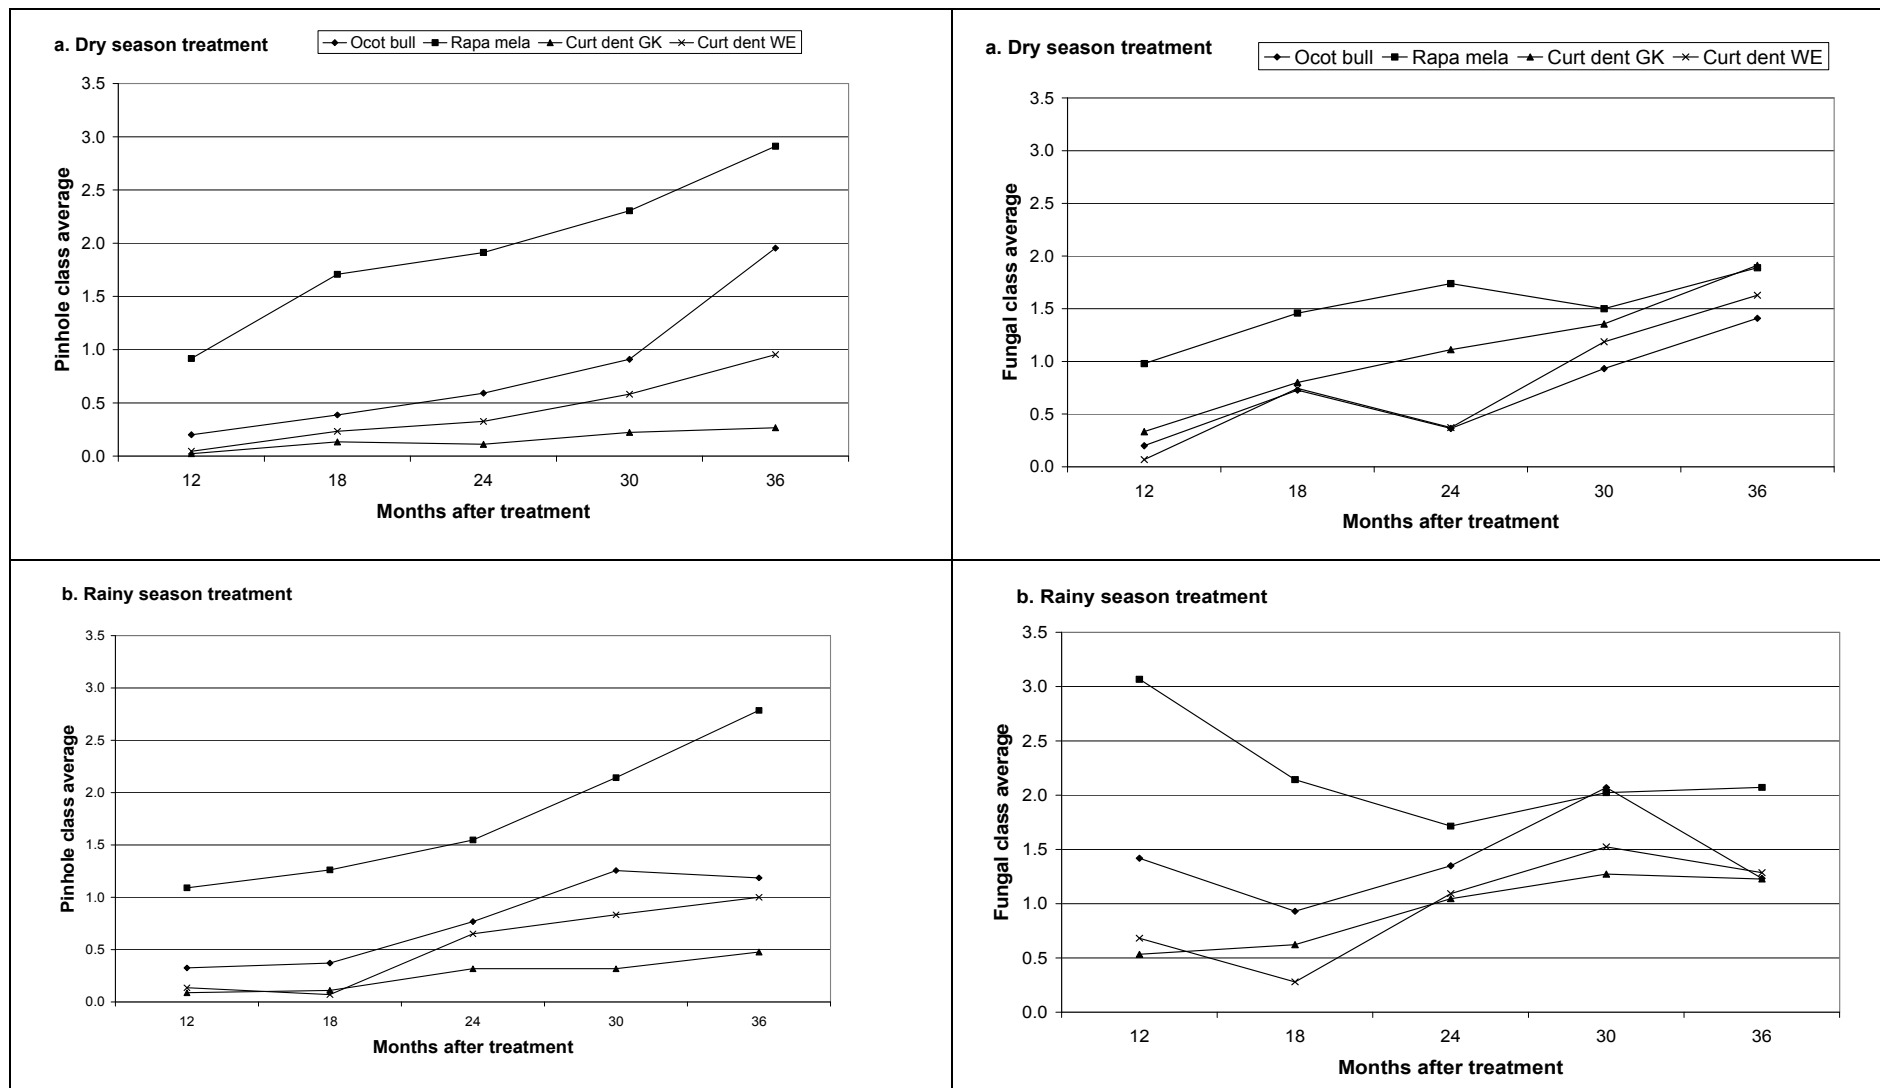 a. Dry season treatment
Ocot bull Rapa mela Curt dent GK Curt dent WE
3.5
3.0
2.5
2.0
1.5
1.0
0.5
0.0
Pinhole class average
12 18 24 30 36
Months after treatment
a. Dry season treatment
Ocot bull Rapa mela Curt dent GK Curt dent WE
3.5
3.0
2.5
2.0
1.5
1.0
0.5
0.0
Fungal class average
12 18 24 30 36
Months after treatment
b. Rainy season treatment
3.5
3.0
2.5
2.0
1.5
1.0
0.5
0.0
Pinhole class average
12 18 24 30 36
Months after treatment
b. Rainy season treatment
3.5
3.0
2.5
2.0
1.5
1.0
0.5
0.0
Fungal class average
12 18 24 30 36
Months after treatment